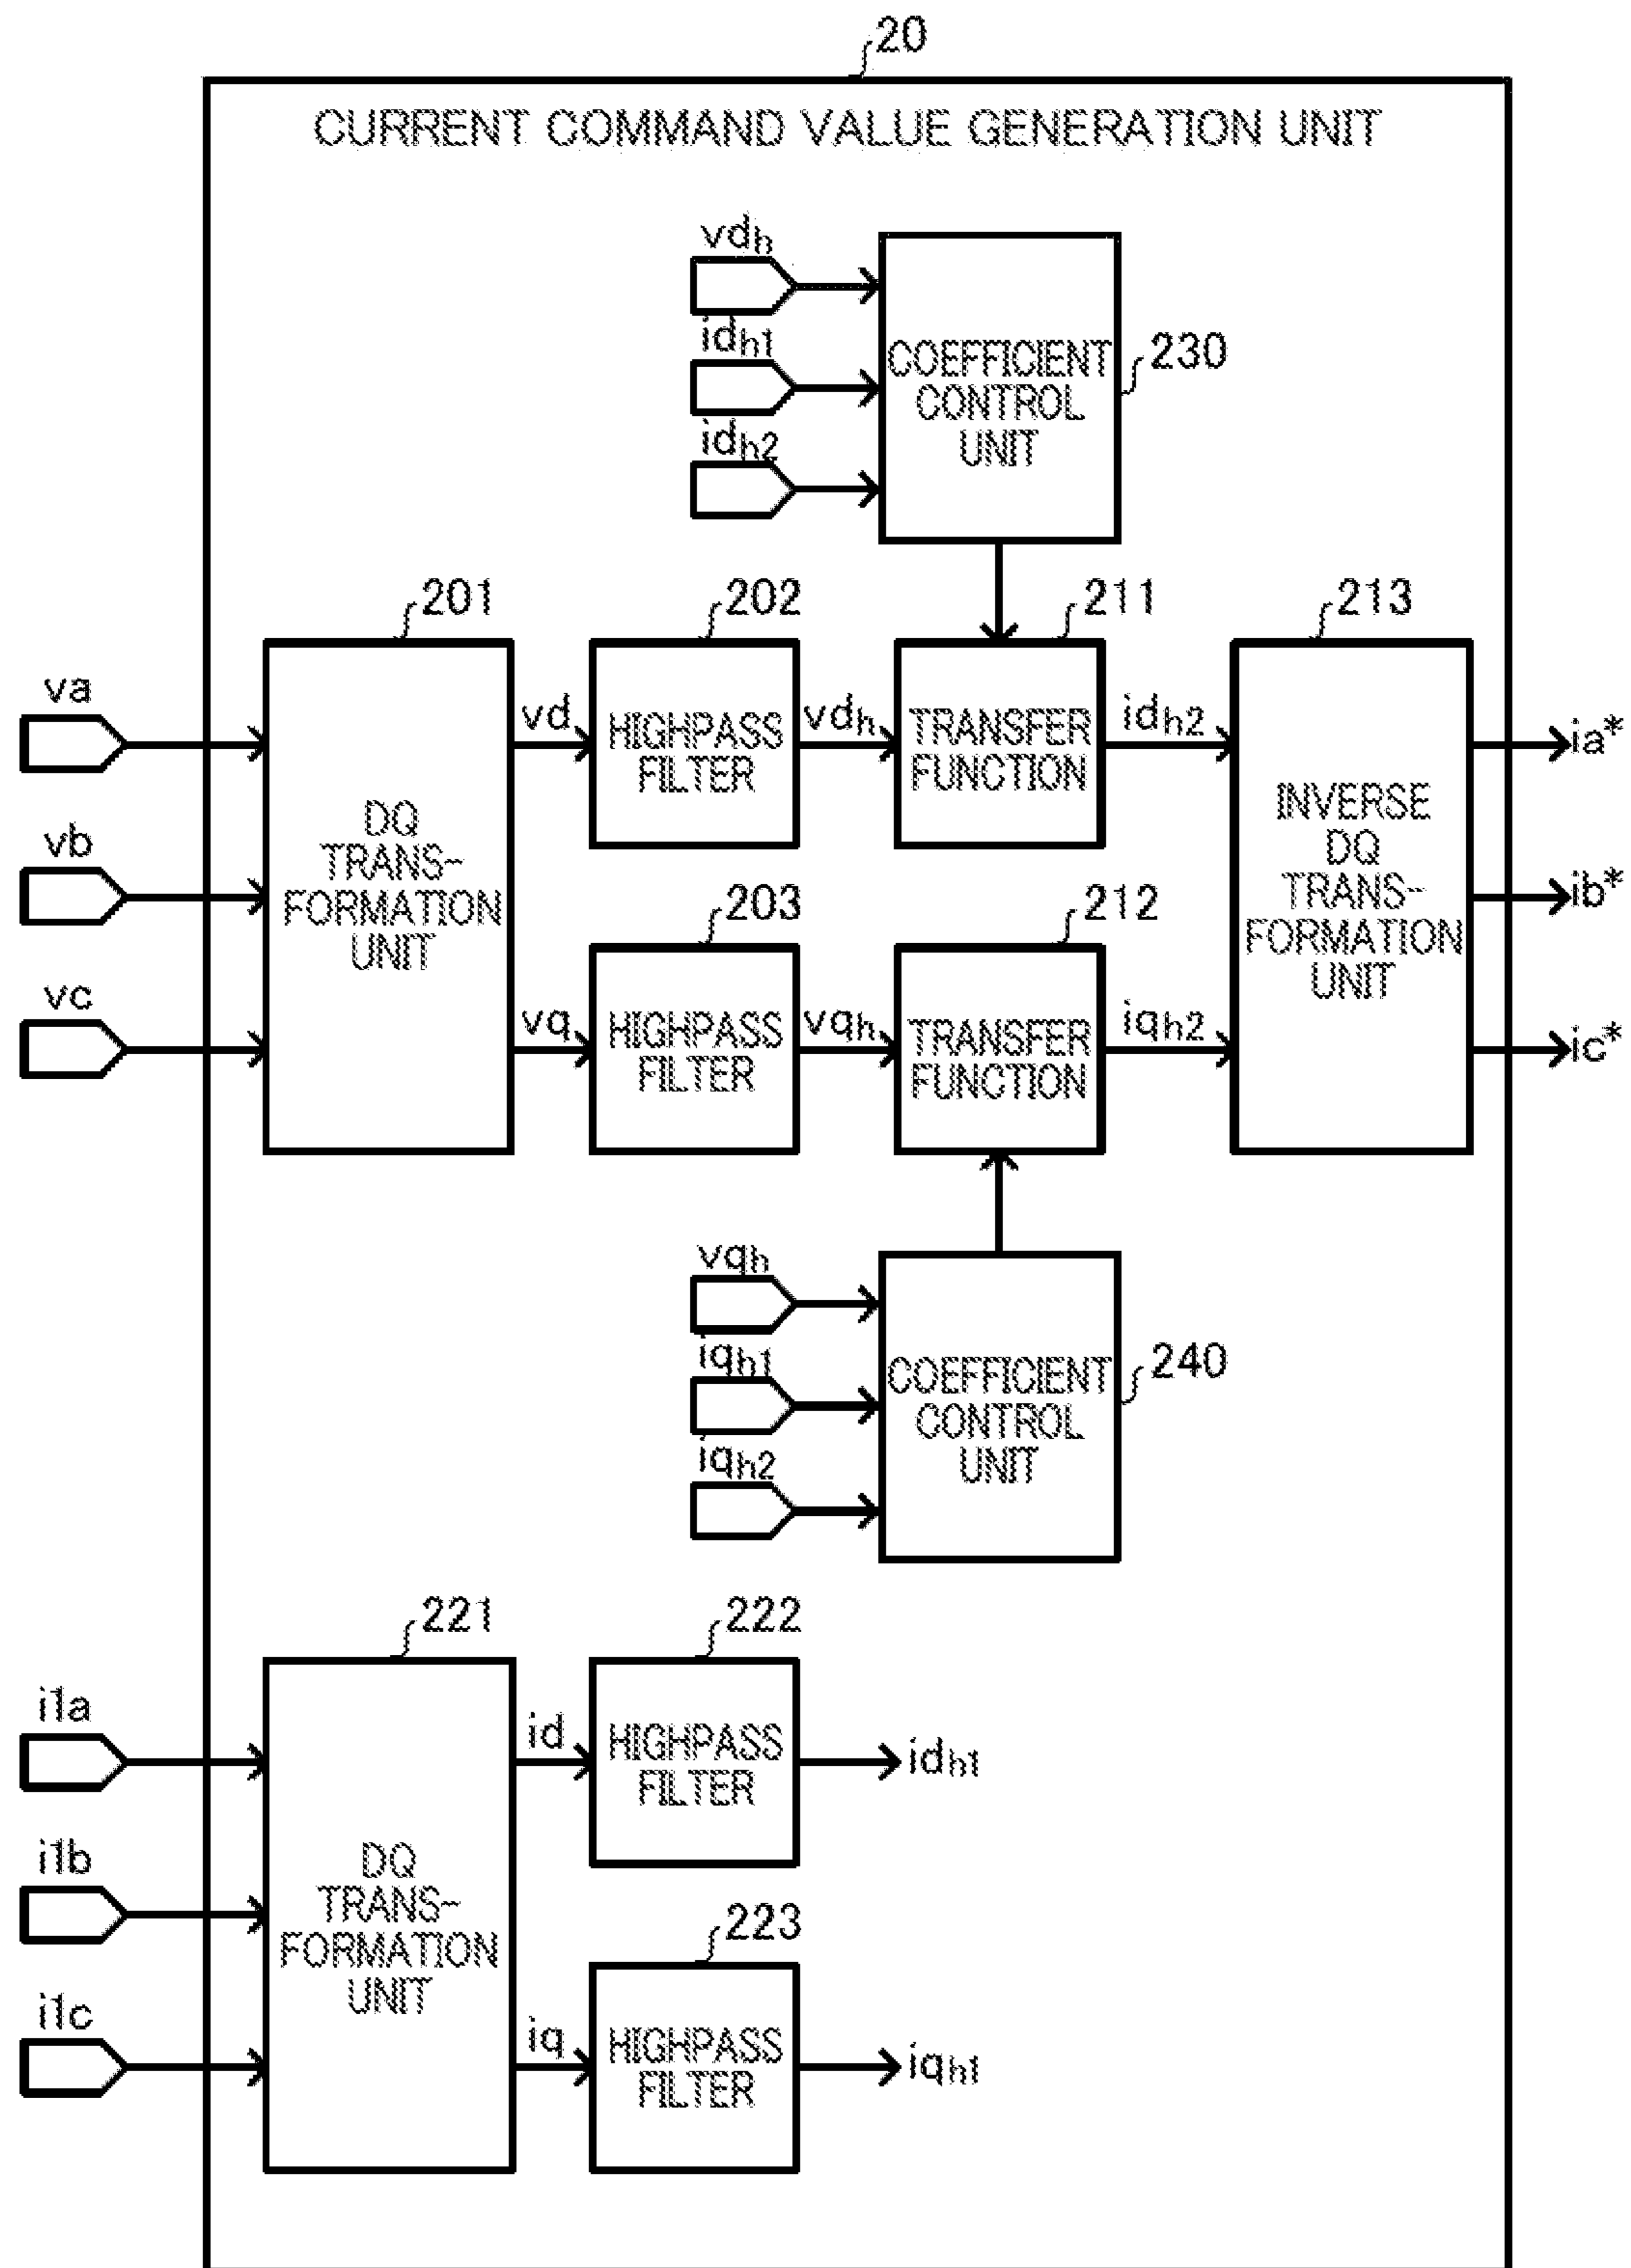 20
CURRENT COMMAND VALUE GENERATION UNIT
vdh
idh1
idh2
COEFFICIENT
CONTROL
UNIT
230
201
202
211
213
va
vb
vc
DQ
TRANS-
FORMATION
UNIT
vd
HIGHPASS
FILTER
vdh
TRANSFER
FUNCTION
idh2
INVERSE
DQ
TRANS-
FORMATION
UNIT
ia*
ib*
ic*
203
212
vq
HIGHPASS
FILTER
vqh
TRANSFER
FUNCTION
iqh2
vqh
iqh1
iqh2
COEFFICIENT
CONTROL
UNIT
240
221
222
i1a
i1b
i1c
DQ
TRANS-
FORMATION
UNIT
id
HIGHPASS
FILTER
idh1
223
iq
HIGHPASS
FILTER
iqh1